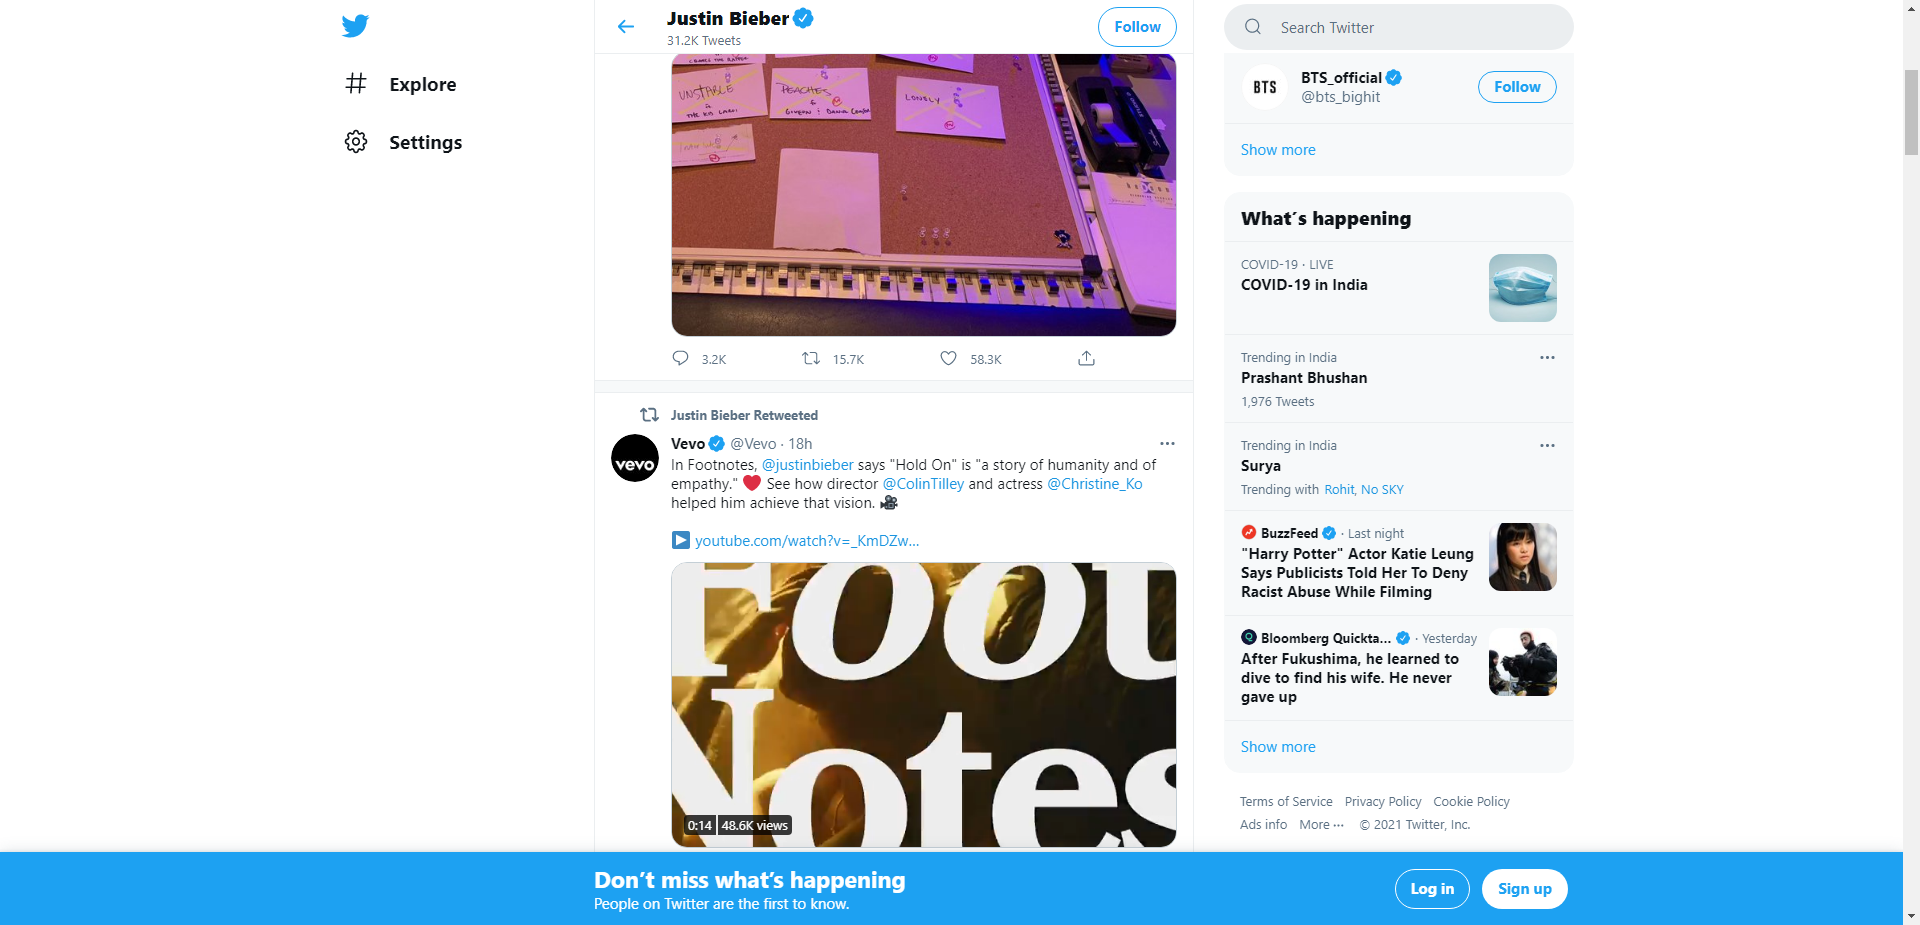 Justin Bieber
31.2K Tweets
Follow
Explore
Settings
UNSTABLE
THE KID LAROI
PEACHES
&
GIVEON & DANIEL CAESAR
LONELY
3.2K
15.7K
58.3K
Justin Bieber Retweeted
vevo
Vevo @Vevo · 18h
In Footnotes, @justinbieber says "Hold On" is "a story of humanity and of
empathy." ❤️ See how director @ColinTilley and actress @Christine_Ko
helped him achieve that vision. 🎥
▶️ youtube.com/watch?v=_KmDZw...
Foot
Notes
0:14
48.6K views
Search Twitter
BTS
BTS_official
@bts_bighit
Follow
Show more
What's happening
COVID-19 · LIVE
COVID-19 in India
Trending in India
Prashant Bhushan
1,976 Tweets
Trending in India
Surya
Trending with Rohit, No SKY
BuzzFeed · Last night
"Harry Potter" Actor Katie Leung
Says Publicists Told Her To Deny
Racist Abuse While Filming
Bloomberg Quickta... · Yesterday
After Fukushima, he learned to
dive to find his wife. He never
gave up
Show more
Terms of Service Privacy Policy Cookie Policy
Ads info More ··· © 2021 Twitter, Inc.
Don't miss what's happening
People on Twitter are the first to know.
Log in
Sign up